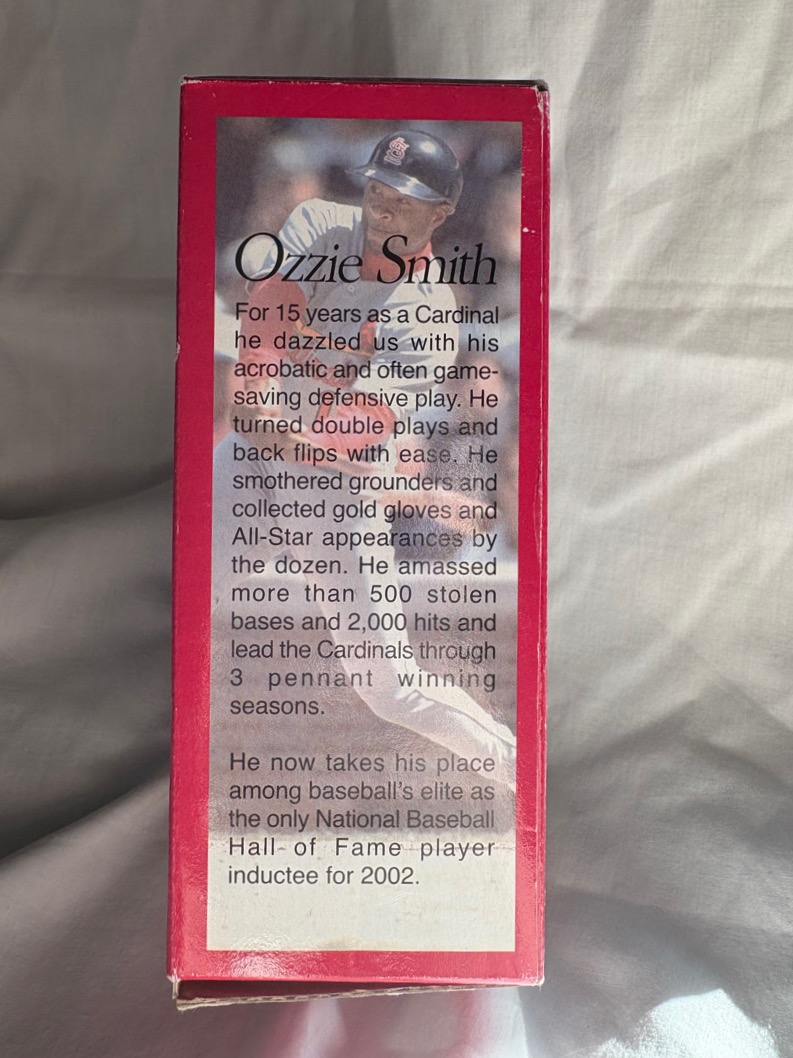 Ozzie Smith
For 15 years as a Cardinal
he dazzled us with his
acrobatic and often game-
saving defensive play. He
turned double plays and
back flips with ease. He
smothered grounders and
collected gold gloves and
All-Star appearances by
the dozen. He amassed
more than 500 stolen
bases and 2,000 hits and
lead the Cardinals through
3 pennant winning
seasons.
He now takes his place
among baseball's elite as
the only National Baseball
Hall of Fame player
inductee for 2002.